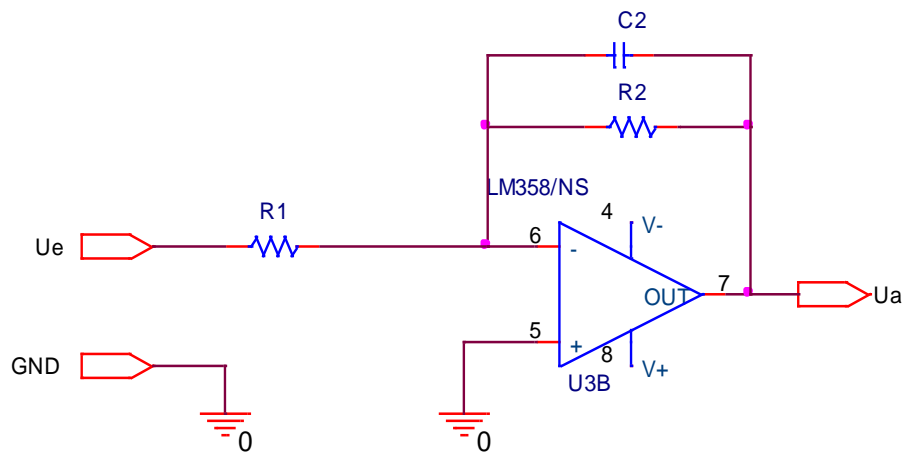 C2
R2
LM358/NS
R1
4
V-
Ue
6
-
OUT
7
Ua
5
+
8
V+
GND
U3B
0
0